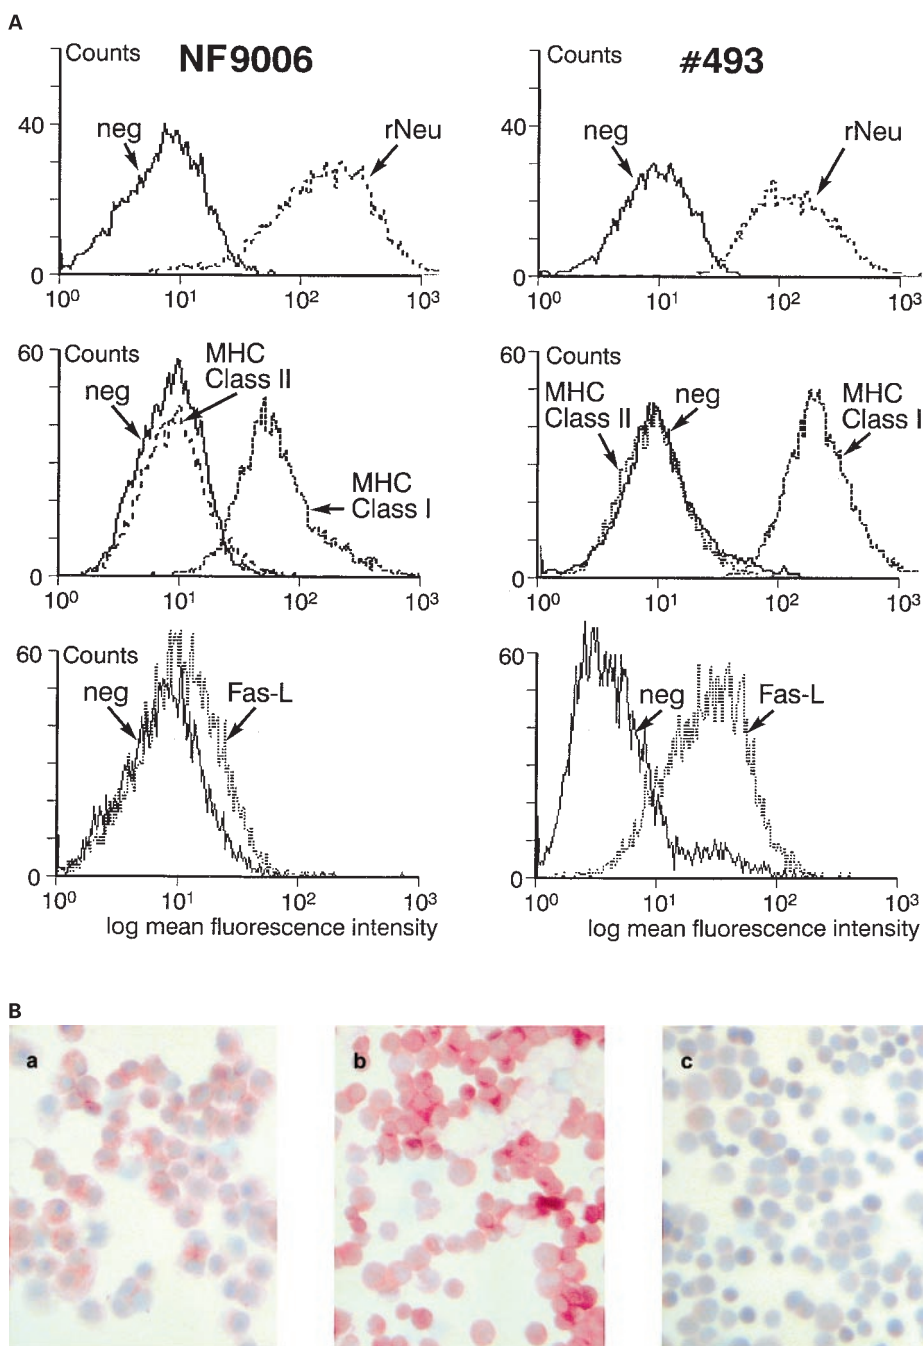 A
NF9006
#493
Counts
neg
rNeu
40
0
10⁰
10¹
10²
10³
Counts
neg
rNeu
40
0
10⁰
10¹
10²
10³
60
Counts
MHC
Class II
neg
MHC
Class I
0
10⁰
10¹
10²
10³
60
Counts
MHC
Class II
neg
MHC
Class I
0
10⁰
10¹
10²
10³
60
Counts
neg
Fas-L
0
10⁰
10¹
10²
10³
log mean fluorescence intensity
60
neg
Fas-L
0
10⁰
10¹
10²
10³
log mean fluorescence intensity
B
a
b
c